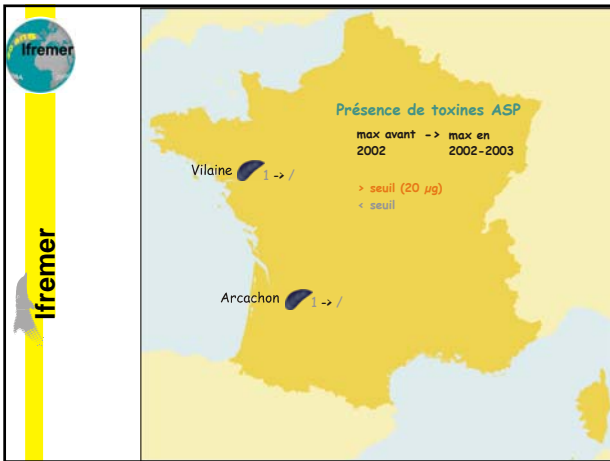 Ifremer
Ifremer
Présence de toxines ASP
max avant -> max en
2002 2002-2003
> seuil (20 µg)
< seuil
Vilaine 1 -> /
Arcachon 1 -> /